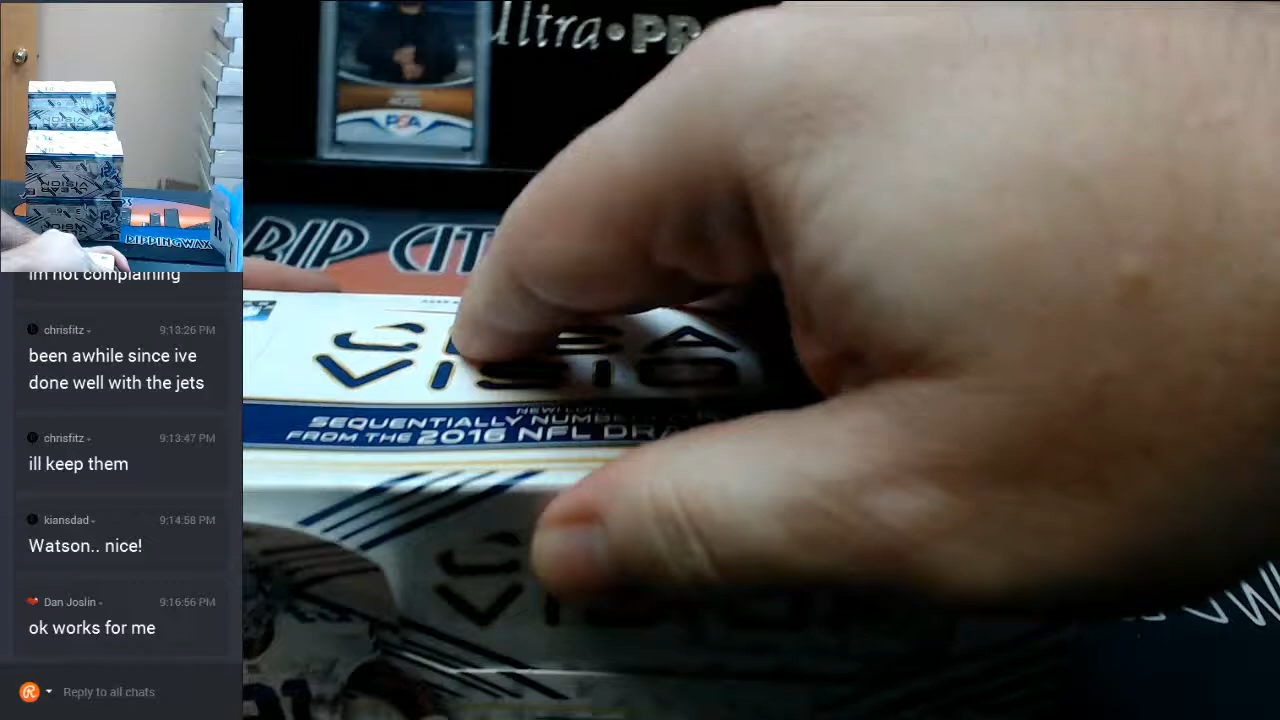 im not complaining
chrisfitz
9:13:26 PM
been awhile since ive
done well with the jets
chrisfitz
9:13:47 PM
ill keep them
kiansdad
9:14:58 PM
Watson.. nice!
Dan Joslin
9:16:56 PM
ok works for me
Reply to all chats
RIPPINGWAX
Ultra•PR
PSA
RIP CIT
VISIO
SEQUENTIALLY NUMBE
FROM THE 2016 NFL DRA